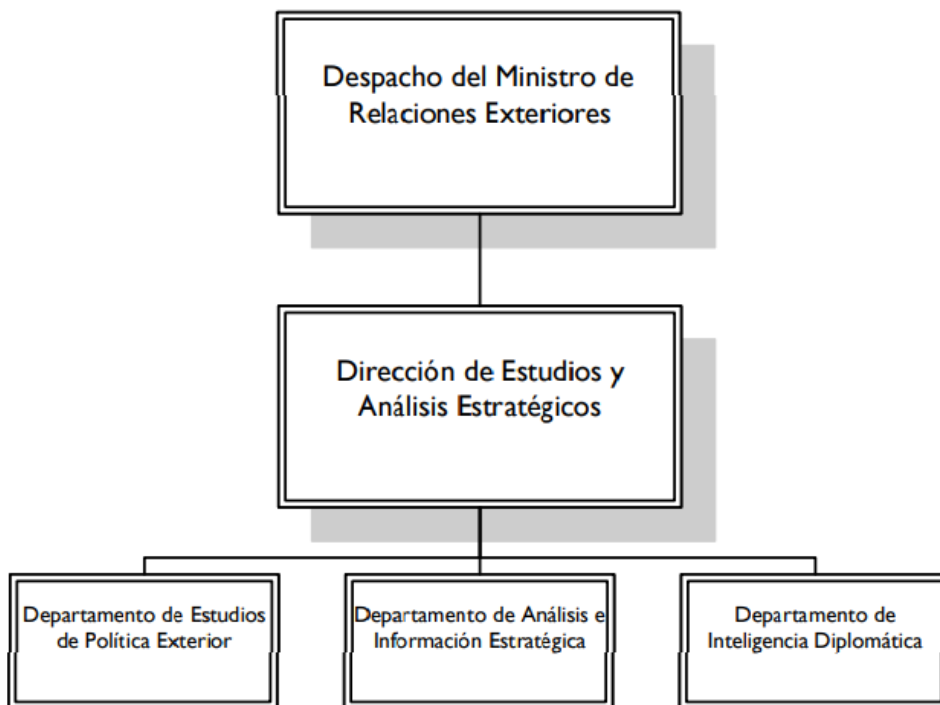 Despacho del Ministro de
Relaciones Exteriores
Dirección de Estudios y
Análisis Estratégicos
Departamento de Estudios
de Política Exterior
Departamento de Análisis e
Información Estratégica
Departamento de
Inteligencia Diplomática